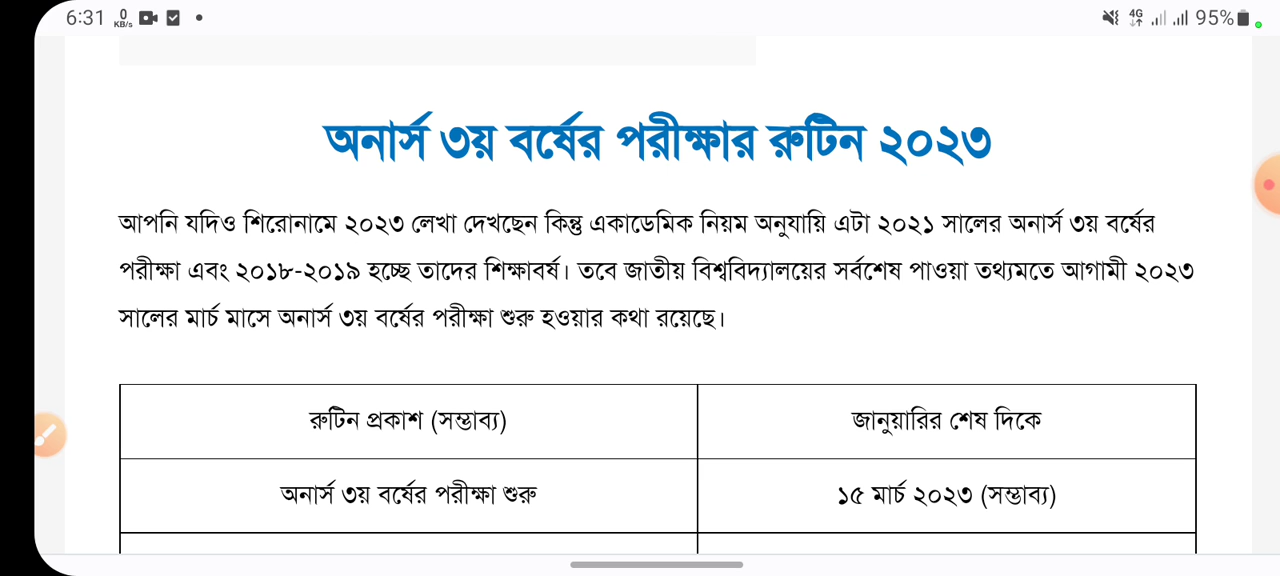 6:31 0 KB/s 4G 95%
অনার্স ৩য় বর্ষের পরীক্ষার রুটিন ২০২৩
আপনি যদিও শিরোনামে ২০২৩ লেখা দেখছেন কিন্তু একাডেমিক নিয়ম অনুযায়ি এটা ২০২১ সালের অনার্স ৩য় বর্ষের
পরীক্ষা এবং ২০১৮-২০১৯ হচ্ছে তাদের শিক্ষাবর্ষ। তবে জাতীয় বিশ্ববিদ্যালয়ের সর্বশেষ পাওয়া তথ্যমতে আগামী ২০২৩
সালের মার্চ মাসে অনার্স ৩য় বর্ষের পরীক্ষা শুরু হওয়ার কথা রয়েছে।
রুটিন প্রকাশ (সম্ভাব্য) জানুয়ারির শেষ দিকে
অনার্স ৩য় বর্ষের পরীক্ষা শুরু ১৫ মার্চ ২০২৩ (সম্ভাব্য)